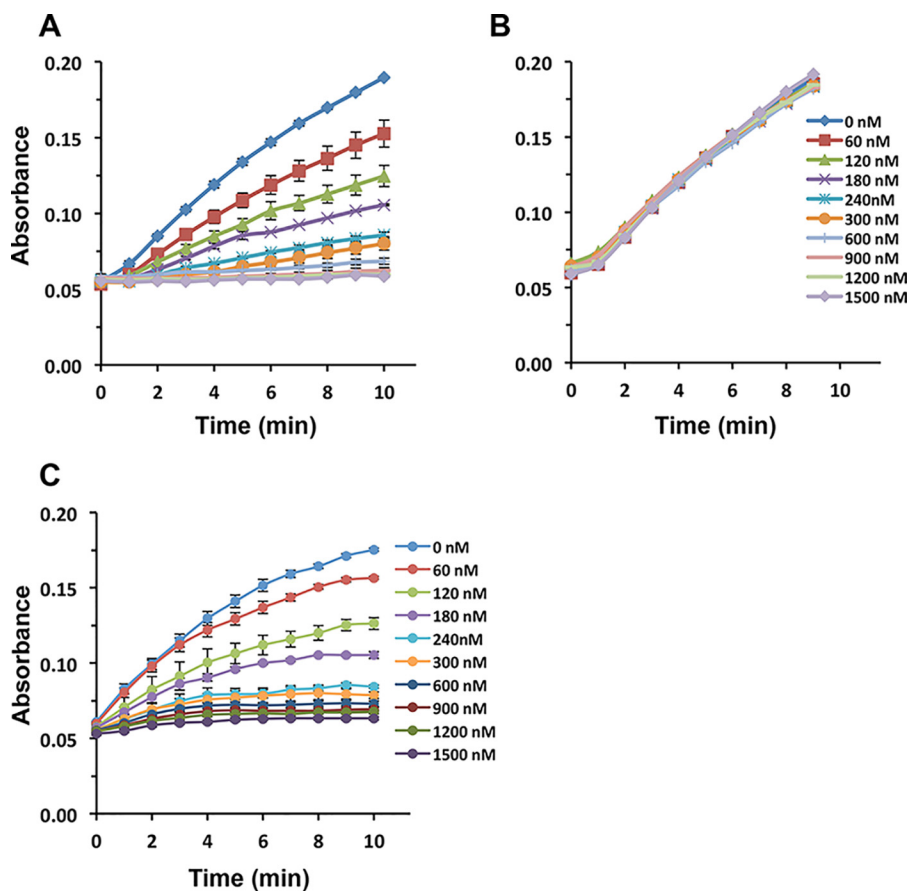 A
0.20
0.15
0.10
0.05
0.00
Absorbance
0 2 4 6 8 10
Time (min)
B
0.20
0.15
0.10
0.05
0.00
Absorbance
0 2 4 6 8 10
Time (min)
0 nM
60 nM
120 nM
180 nM
240nM
300 nM
600 nM
900 nM
1200 nM
1500 nM
C
0.20
0.15
0.10
0.05
0.00
Absorbance
0 2 4 6 8 10
Time (min)
0 nM
60 nM
120 nM
180 nM
240nM
300 nM
600 nM
900 nM
1200 nM
1500 nM